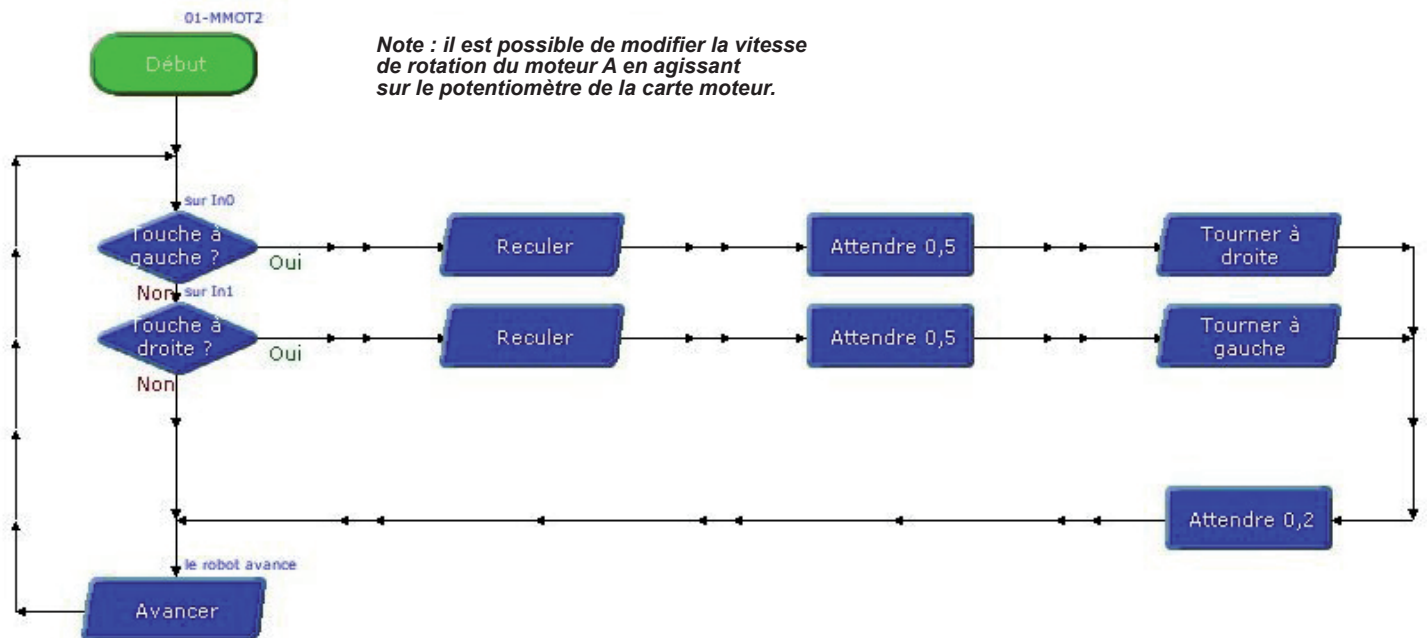 01-MMOT2
Début
Note : il est possible de modifier la vitesse
de rotation du moteur A en agissant
sur le potentiomètre de la carte moteur.
sur In0
Touche à
gauche ?
Oui
Reculer
Attendre 0,5
Tourner à
droite
Non
sur In1
Touche à
droite ?
Oui
Reculer
Attendre 0,5
Tourner à
gauche
Non
Attendre 0,2
le robot avance
Avancer